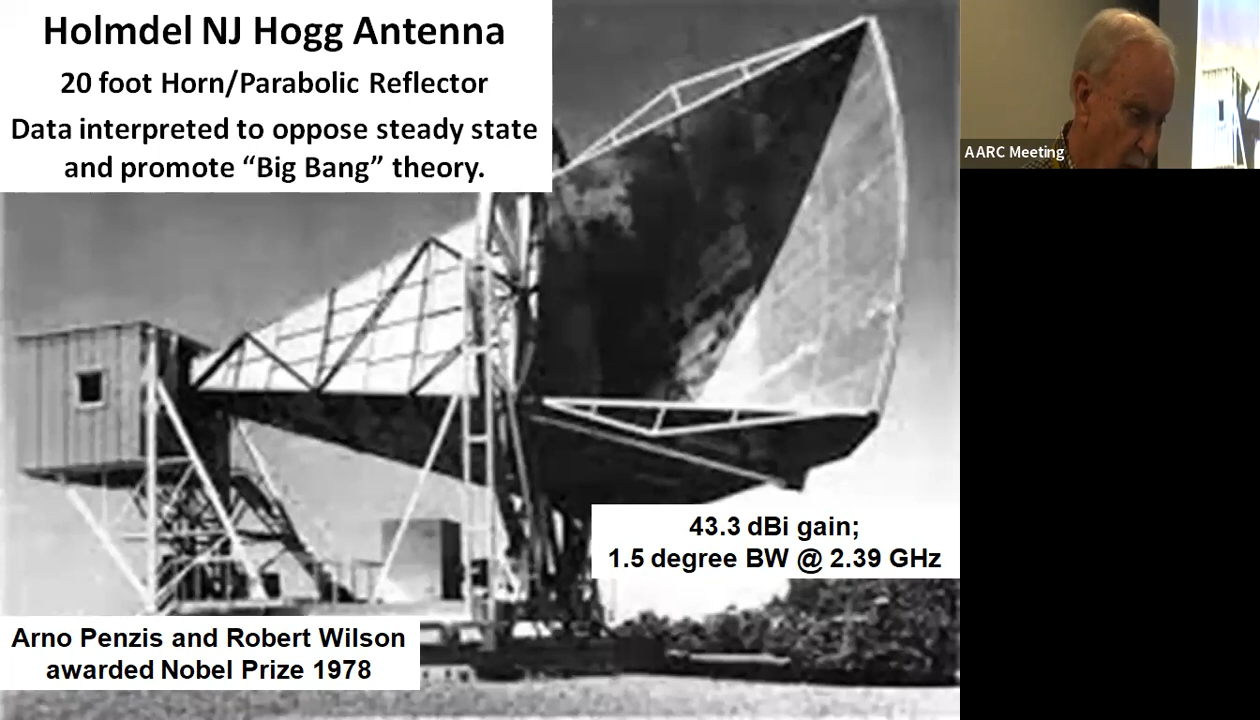 Holmdel NJ Hogg Antenna
20 foot Horn/Parabolic Reflector
Data interpreted to oppose steady state
and promote “Big Bang” theory.
43.3 dBi gain;
1.5 degree BW @ 2.39 GHz
Arno Penzis and Robert Wilson
awarded Nobel Prize 1978
AARC Meeting